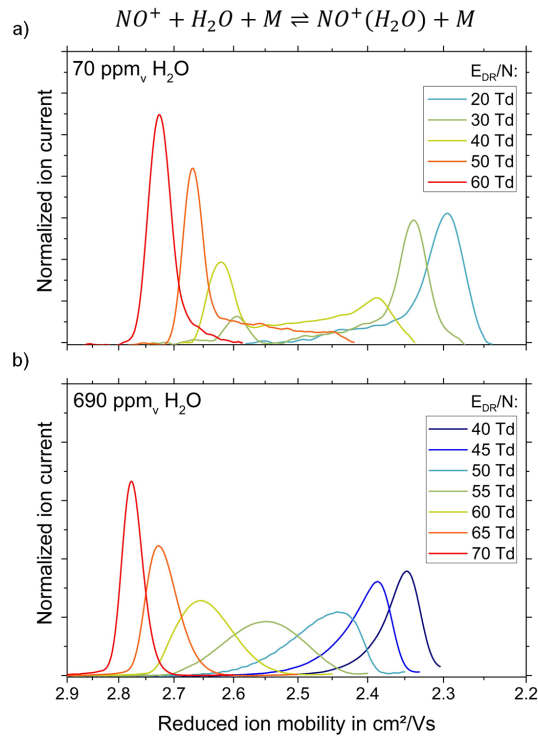 NO⁺ + H₂O + M ⇌ NO⁺(H₂O) + M
a)
70 ppmᵥ H₂O
E_DR/N:
20 Td
30 Td
40 Td
50 Td
60 Td
Normalized ion current
b)
690 ppmᵥ H₂O
E_DR/N:
40 Td
45 Td
50 Td
55 Td
60 Td
65 Td
70 Td
Normalized ion current
2.9 2.8 2.7 2.6 2.5 2.4 2.3 2.2
Reduced ion mobility in cm²/Vs